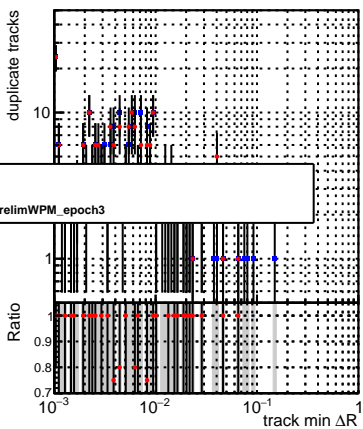 duplicate tracks
10
relimWPM_epoch3
1
Ratio
1
0.9
0.8
0.7
10⁻³ 10⁻² 10⁻¹ 1
track min ΔR